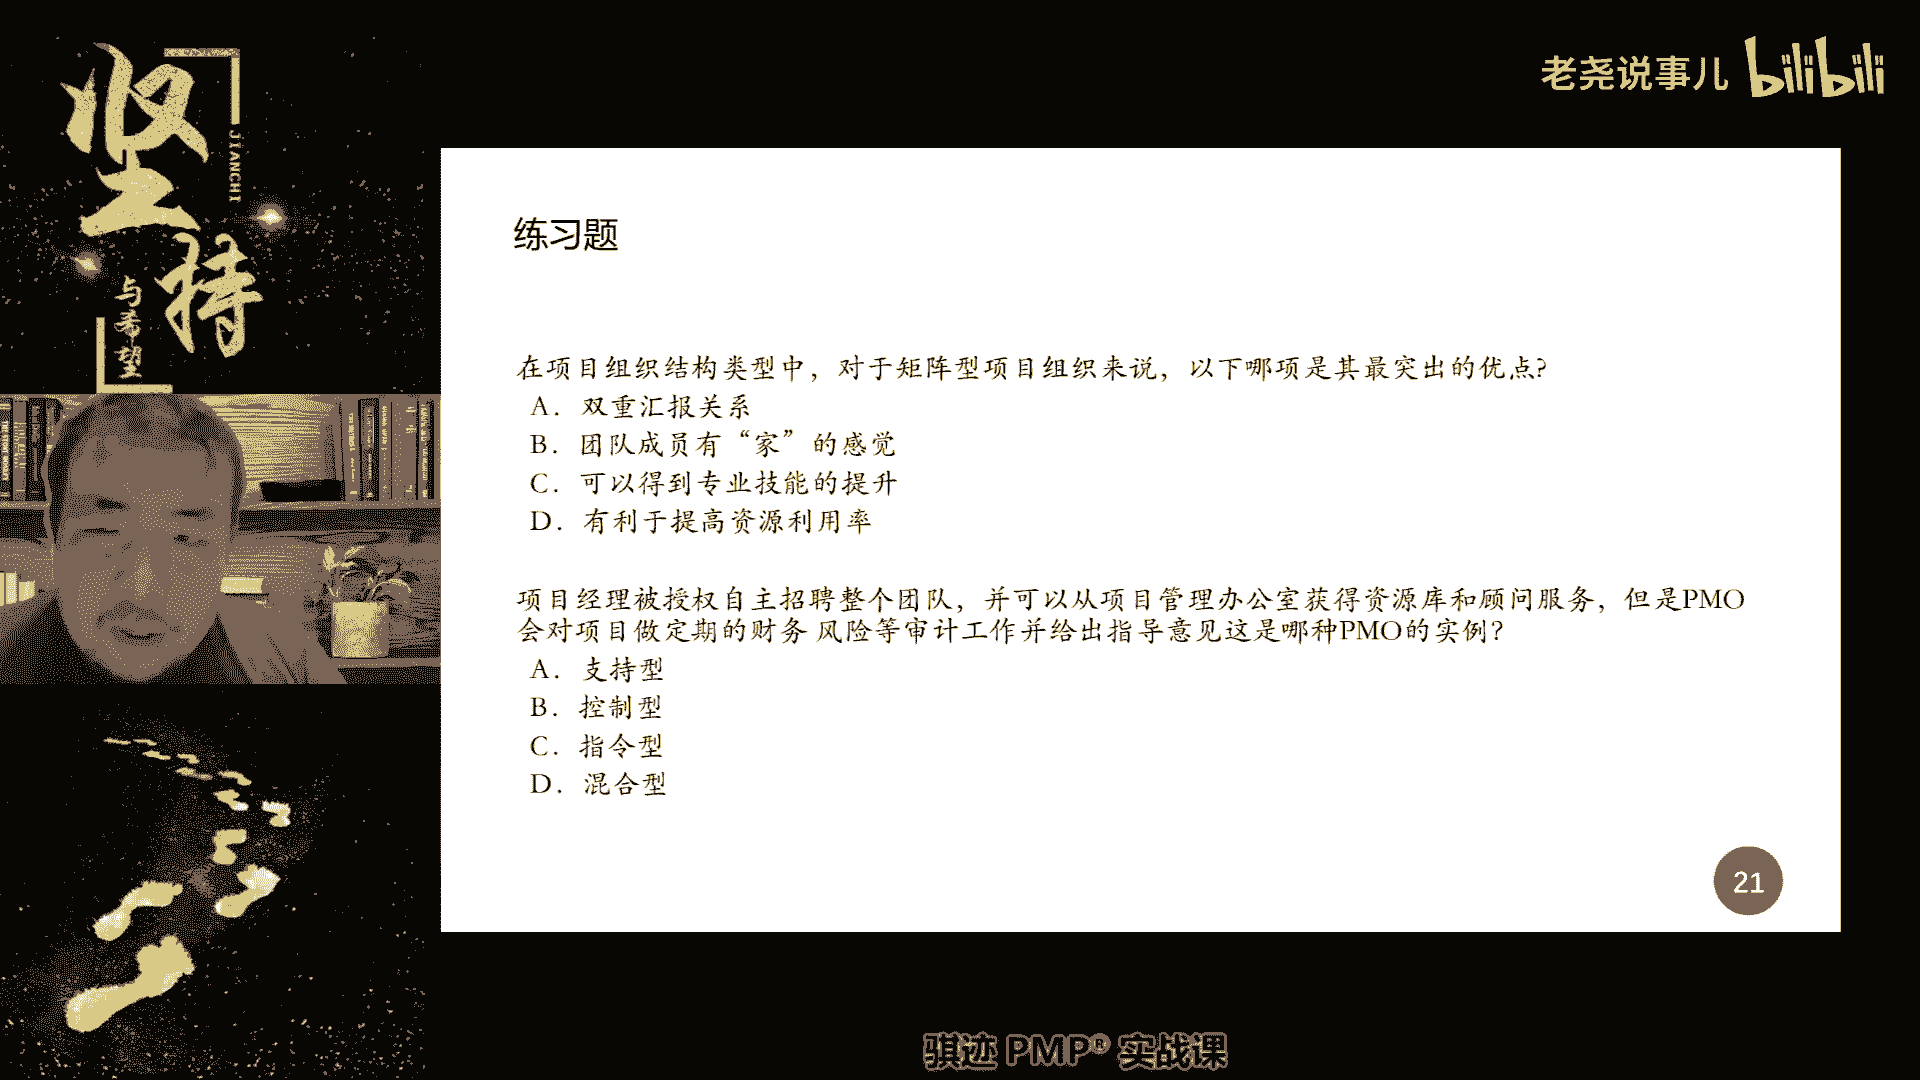 坚持
JIANCHI
与希望
老尧说事儿 bilibili
练习题
在项目组织结构类型中，对于矩阵型项目组织来说，以下哪项是其最突出的优点?
A. 双重汇报关系
B. 团队成员有“家”的感觉
C. 可以得到专业技能的提升
D. 有利于提高资源利用率
项目经理被授权自主招聘整个团队，并可以从项目管理办公室获得资源库和顾问服务，但是PMO
会对项目做定期的财务 风险等审计工作并给出指导意见这是哪种PMO的实例?
A. 支持型
B. 控制型
C. 指令型
D. 混合型
21
骐迹 PMP® 实战课